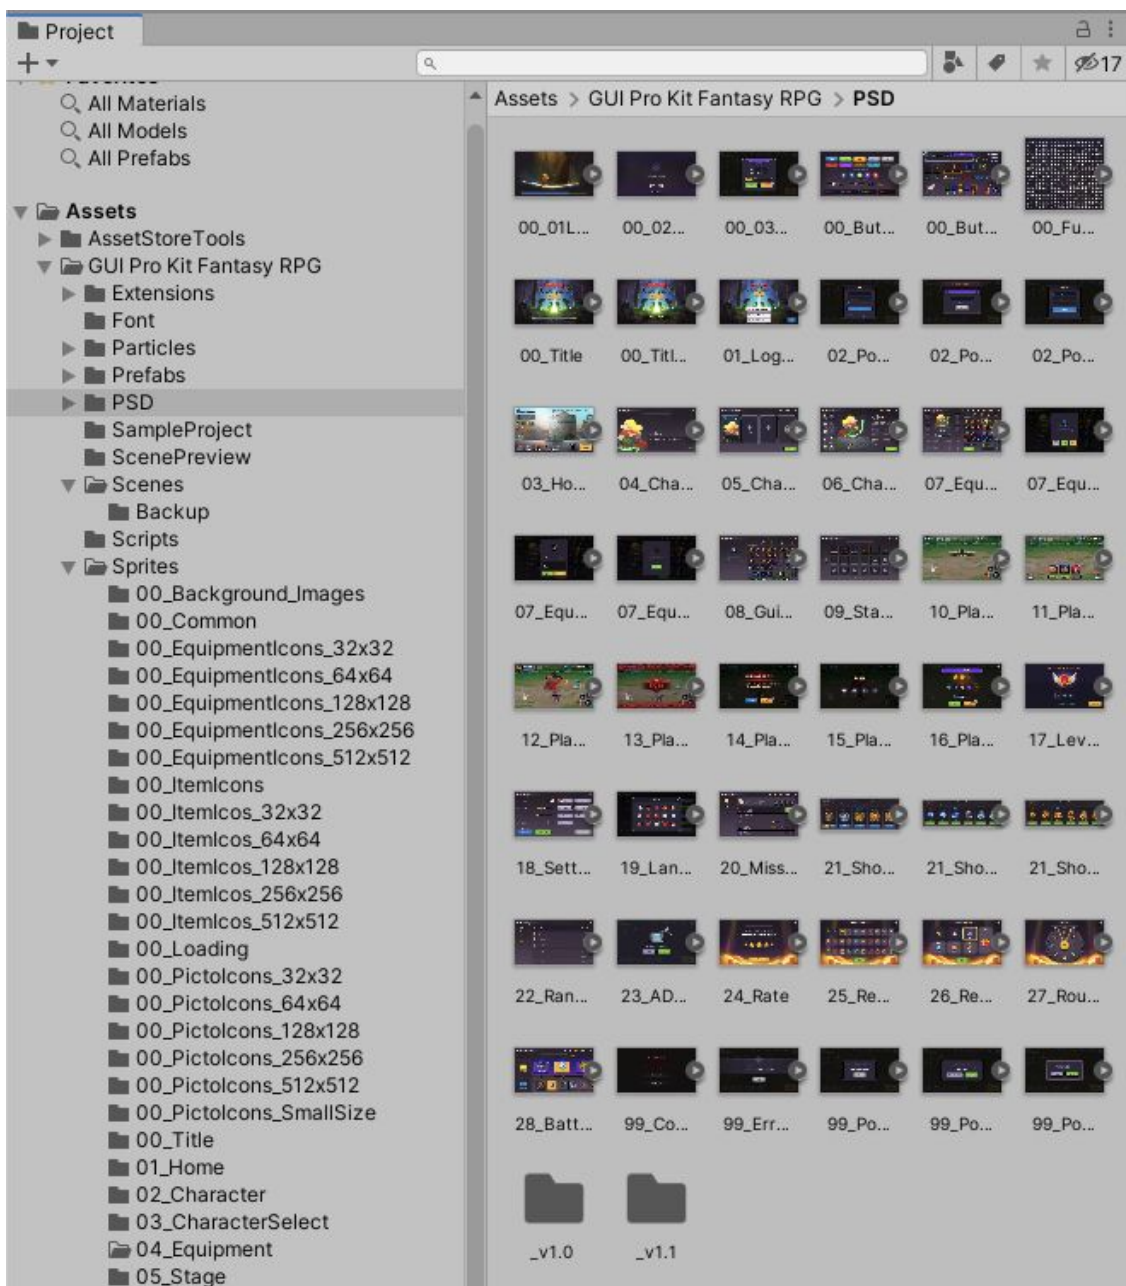 Project
17
All Materials
All Models
All Prefabs
Assets
AssetStoreTools
GUI Pro Kit Fantasy RPG
Extensions
Font
Particles
Prefabs
PSD
SampleProject
ScenePreview
Scenes
Backup
Scripts
Sprites
00_Background_Images
00_Common
00_EquipmentIcons_32x32
00_EquipmentIcons_64x64
00_EquipmentIcons_128x128
00_EquipmentIcons_256x256
00_EquipmentIcons_512x512
00_ItemIcons
00_ItemIcos_32x32
00_ItemIcos_64x64
00_ItemIcos_128x128
00_ItemIcos_256x256
00_ItemIcos_512x512
00_Loading
00_PictoIcons_32x32
00_PictoIcons_64x64
00_PictoIcons_128x128
00_PictoIcons_256x256
00_PictoIcons_512x512
00_PictoIcons_SmallSize
00_Title
01_Home
02_Character
03_CharacterSelect
04_Equipment
05_Stage
Assets > GUI Pro Kit Fantasy RPG > PSD
00_01L... 00_02... 00_03... 00_But... 00_But... 00_Fu...
00_Title 00_Titl... 01_Log... 02_Po... 02_Po... 02_Po...
03_Ho... 04_Cha... 05_Cha... 06_Cha... 07_Equ... 07_Equ...
07_Equ... 07_Equ... 08_Gui... 09_Sta... 10_Pla... 11_Pla...
12_Pla... 13_Pla... 14_Pla... 15_Pla... 16_Pla... 17_Lev...
18_Sett... 19_Lan... 20_Miss... 21_Sho... 21_Sho... 21_Sho...
22_Ran... 23_AD... 24_Rate 25_Re... 26_Re... 27_Rou...
28_Batt... 99_Co... 99_Err... 99_Po... 99_Po... 99_Po...
_v1.0 _v1.1